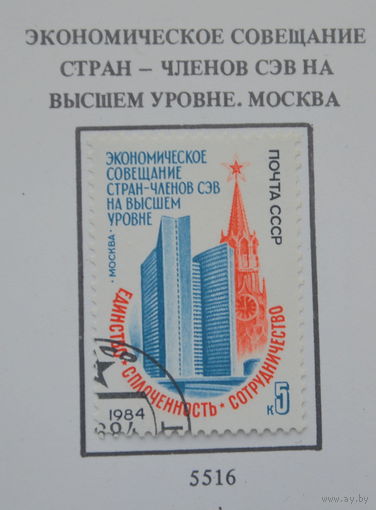 ЭКОНОМИЧЕСКОЕ СОВЕЩАНИЕ
СТРАН – ЧЛЕНОВ СЭВ НА
ВЫСШЕМ УРОВНЕ. МОСКВА
ЭКОНОМИЧЕСКОЕ
СОВЕЩАНИЕ
СТРАН-ЧЛЕНОВ СЭВ
НА ВЫСШЕМ
УРОВНЕ
• МОСКВА •
ПОЧТА СССР
ЕДИНСТВО • СПЛОЧЕННОСТЬ • СОТРУДНИЧЕСТВО
5 к
1984
5516
https://www.ay.by/